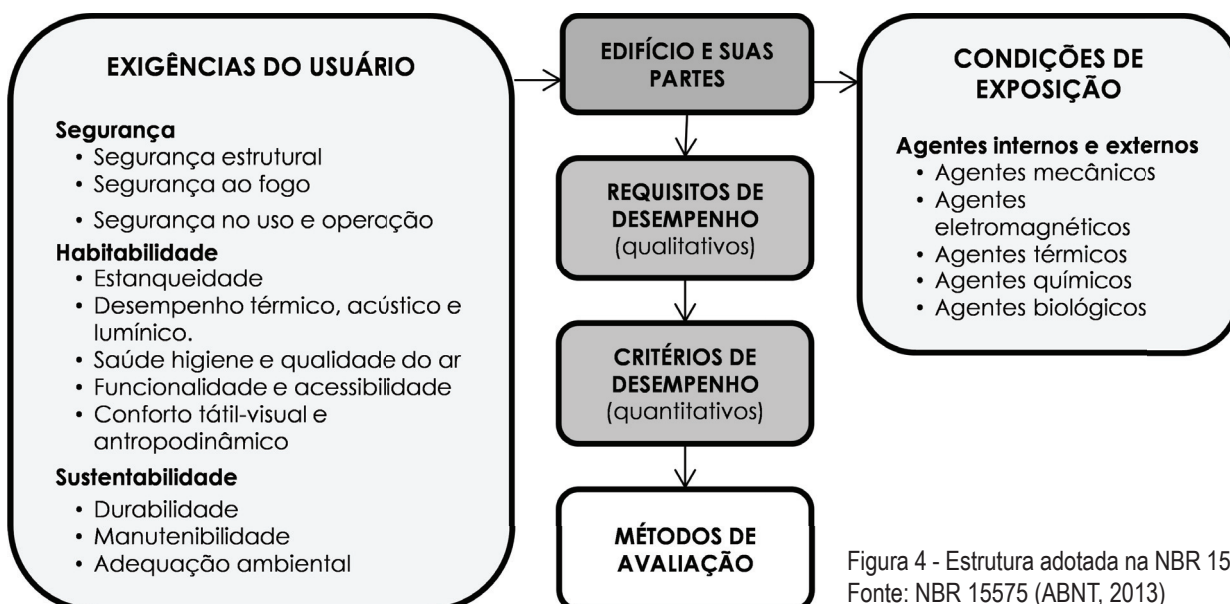 EXIGÊNCIAS DO USUÁRIO
Segurança
• Segurança estrutural
• Segurança ao fogo
• Segurança no uso e operação
Habitabilidade
• Estanqueidade
• Desempenho térmico, acústico e
lumínico.
• Saúde higiene e qualidade do ar
• Funcionalidade e acessibilidade
• Conforto tátil-visual e
antropodinâmico
Sustentabilidade
• Durabilidade
• Manutenibilidade
• Adequação ambiental
EDIFÍCIO E SUAS
PARTES
REQUISITOS DE
DESEMPENHO
(qualitativos)
CRITÉRIOS DE
DESEMPENHO
(quantitativos)
MÉTODOS DE
AVALIAÇÃO
CONDIÇÕES DE
EXPOSIÇÃO
Agentes internos e externos
• Agentes mecânicos
• Agentes
eletromagnéticos
• Agentes térmicos
• Agentes químicos
• Agentes biológicos
Figura 4 - Estrutura adotada na NBR 15
Fonte: NBR 15575 (ABNT, 2013)